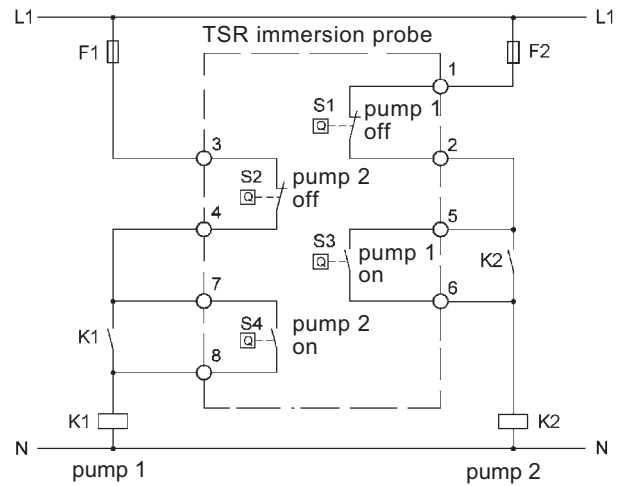 L1
L1
TSR immersion probe
F1
F2
1
S1
pump 1
off
Q
3
2
S2
pump 2
off
Q
4
5
S3
pump 1
on
Q
K2
7
6
S4
pump 2
on
Q
K1
8
K1
K2
N
N
pump 1
pump 2